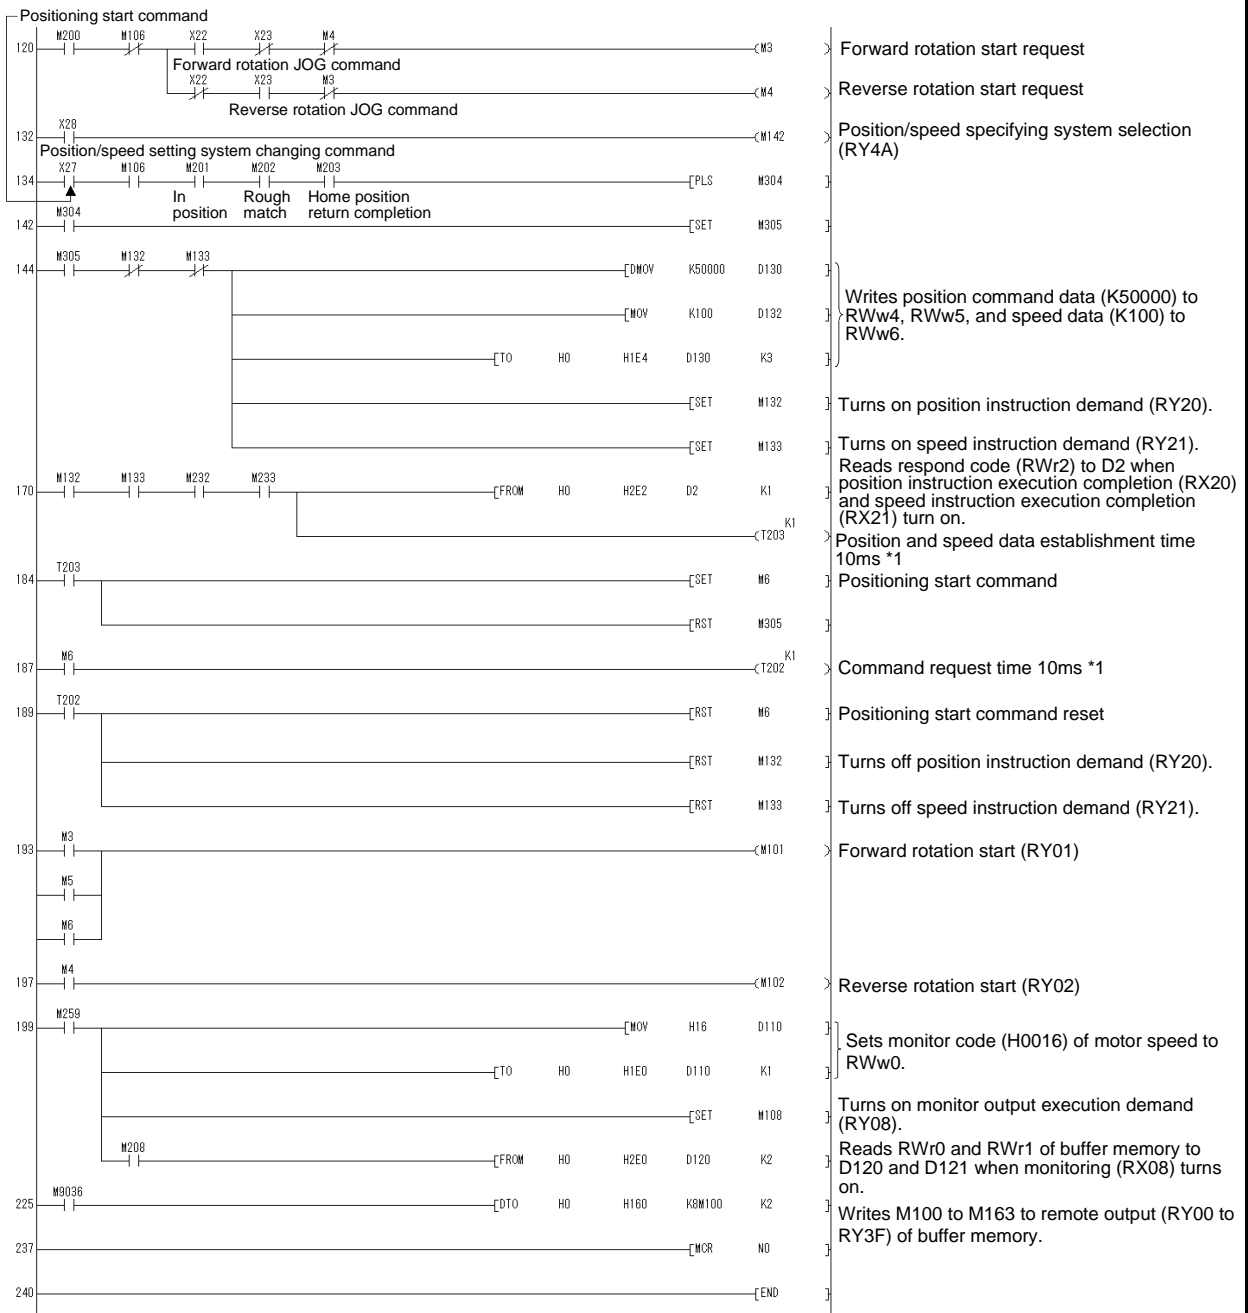 Positioning start command
M200 M106 X22 X23 M4
120 (M3 ) Forward rotation start request
Forward rotation JOG command
X22 X23 M3
(M4 ) Reverse rotation start request
Reverse rotation JOG command
X28
132 (M142 ) Position/speed specifying system selection
(RY4A)
Position/speed setting system changing command
X27 M106 M201 M202 M203
134 [PLS M304 ]
In Rough Home position
position match return completion
M304
142 [SET M305 ]
M305 M132 M133
144 [DMOV K50000 D130 ]
[MOV K100 D132 ]
Writes position command data (K50000) to
RWw4, RWw5, and speed data (K100) to
RWw6.
[TO H0 H1E4 D130 K3 ]
[SET M132 ] Turns on position instruction demand (RY20).
[SET M133 ] Turns on speed instruction demand (RY21).
M132 M133 M232 M233
170 [FROM H0 H2E2 D2 K1 ]
Reads respond code (RWr2) to D2 when
position instruction execution completion (RX20)
and speed instruction execution completion
(RX21) turn on.
K1
(T203 ) Position and speed data establishment time
10ms *1
T203
184 [SET M6 ] Positioning start command
[RST M305 ]
M6 K1
187 (T202 ) Command request time 10ms *1
T202
189 [RST M6 ] Positioning start command reset
[RST M132 ] Turns off position instruction demand (RY20).
[RST M133 ] Turns off speed instruction demand (RY21).
M3
193 (M101 ) Forward rotation start (RY01)
M5
M6
M4
197 (M102 ) Reverse rotation start (RY02)
M259
199 [MOV H16 D110 ]
Sets monitor code (H0016) of motor speed to
RWw0.
[TO H0 H1E0 D110 K1 ]
[SET M108 ] Turns on monitor output execution demand
(RY08).
M208
[FROM H0 H2E0 D120 K2 ] Reads RWr0 and RWr1 of buffer memory to
D120 and D121 when monitoring (RX08) turns
on.
M9036
225 [DTO H0 H160 K8M100 K2 ] Writes M100 to M163 to remote output (RY00 to
RY3F) of buffer memory.
237 [MCR N0 ]
240 [END ]